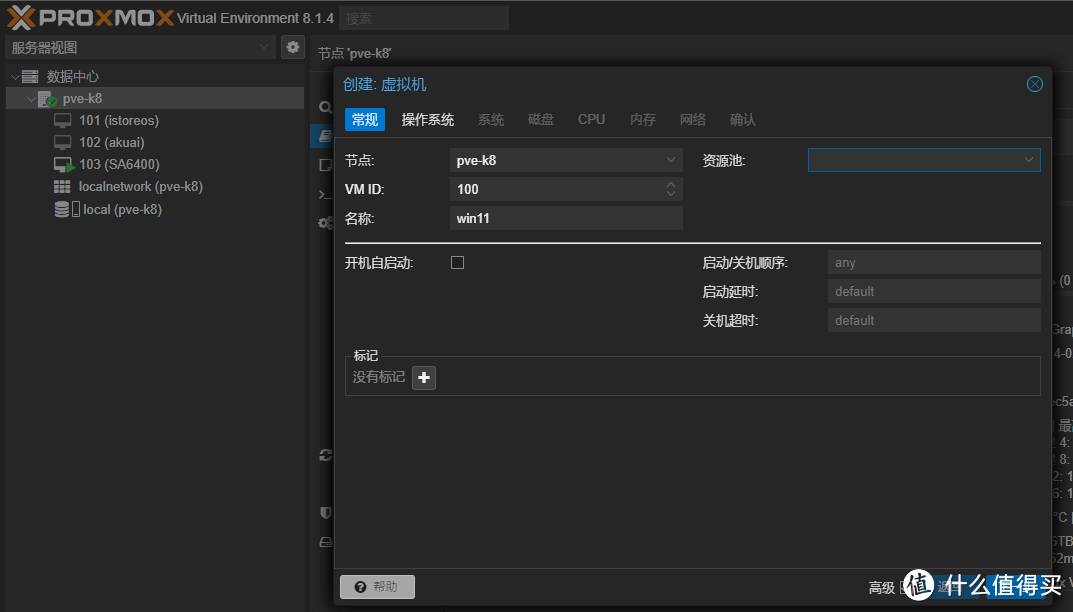 PROXMOX Virtual Environment 8.1.4 搜索
服务器视图
节点 'pve-k8'
数据中心
pve-k8
101 (istoreos)
102 (akuai)
103 (SA6400)
localnetwork (pve-k8)
local (pve-k8)
创建: 虚拟机
常规 操作系统 系统 磁盘 CPU 内存 网络 确认
节点: pve-k8 资源池:
VM ID: 100
名称: win11
开机自启动: 启动/关机顺序: any
启动延时: default
关机超时: default
标记
没有标记
帮助
高级
值 什么值得买